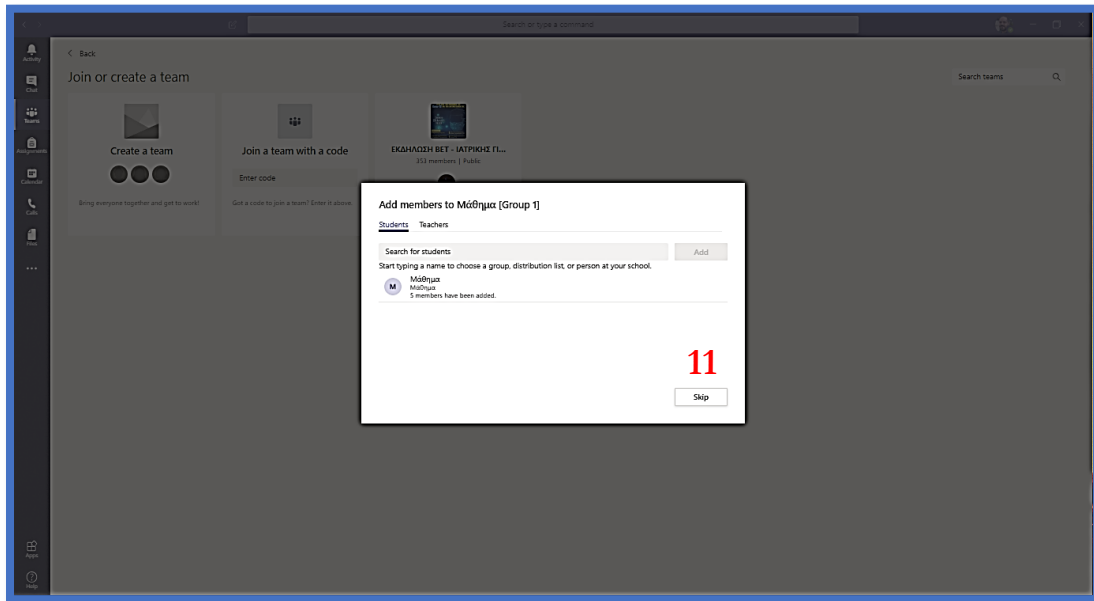 Search or type a command
Activity
Chat
Teams
Assignments
Calendar
Calls
Files
Apps
Help
Back
Join or create a team
Search teams
Create a team
Bring everyone together and get to work!
Join a team with a code
Enter code
Got a code to join a team? Enter it above.
ΕΚΔΗΛΩΣΗ ΒΕΤ - ΙΑΤΡΙΚΗΣ ΓΙ...
353 members | Public
Add members to Μάθημα [Group 1]
Students Teachers
Search for students
Add
Start typing a name to choose a group, distribution list, or person at your school.
M
Μάθημα
Μάθημα
5 members have been added.
11
Skip